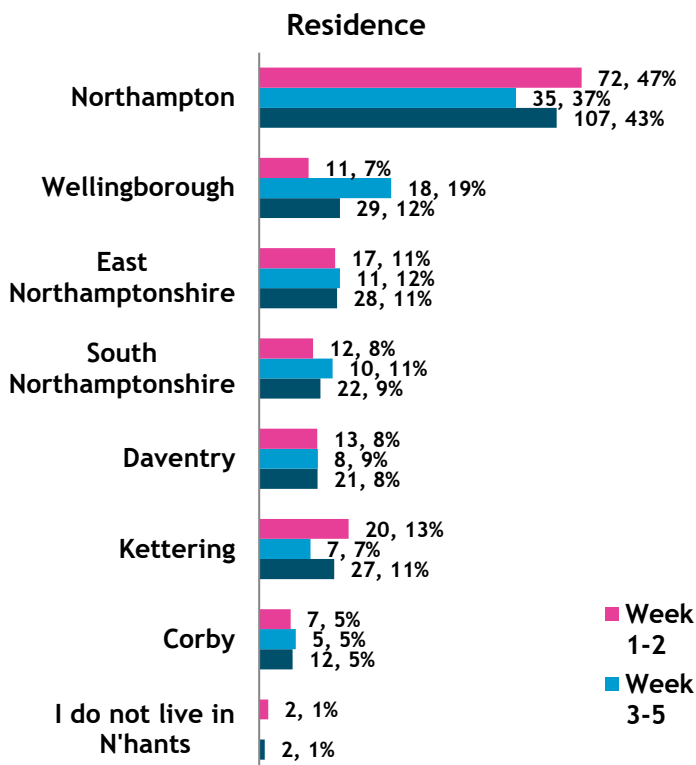 Residence
Northampton
72, 47%
35, 37%
107, 43%
Wellingborough
11, 7%
18, 19%
29, 12%
East
Northamptonshire
17, 11%
11, 12%
28, 11%
South
Northamptonshire
12, 8%
10, 11%
22, 9%
Daventry
13, 8%
8, 9%
21, 8%
Kettering
20, 13%
7, 7%
27, 11%
Corby
7, 5%
5, 5%
12, 5%
I do not live in
N'hants
2, 1%
2, 1%
Week
1-2
Week
3-5